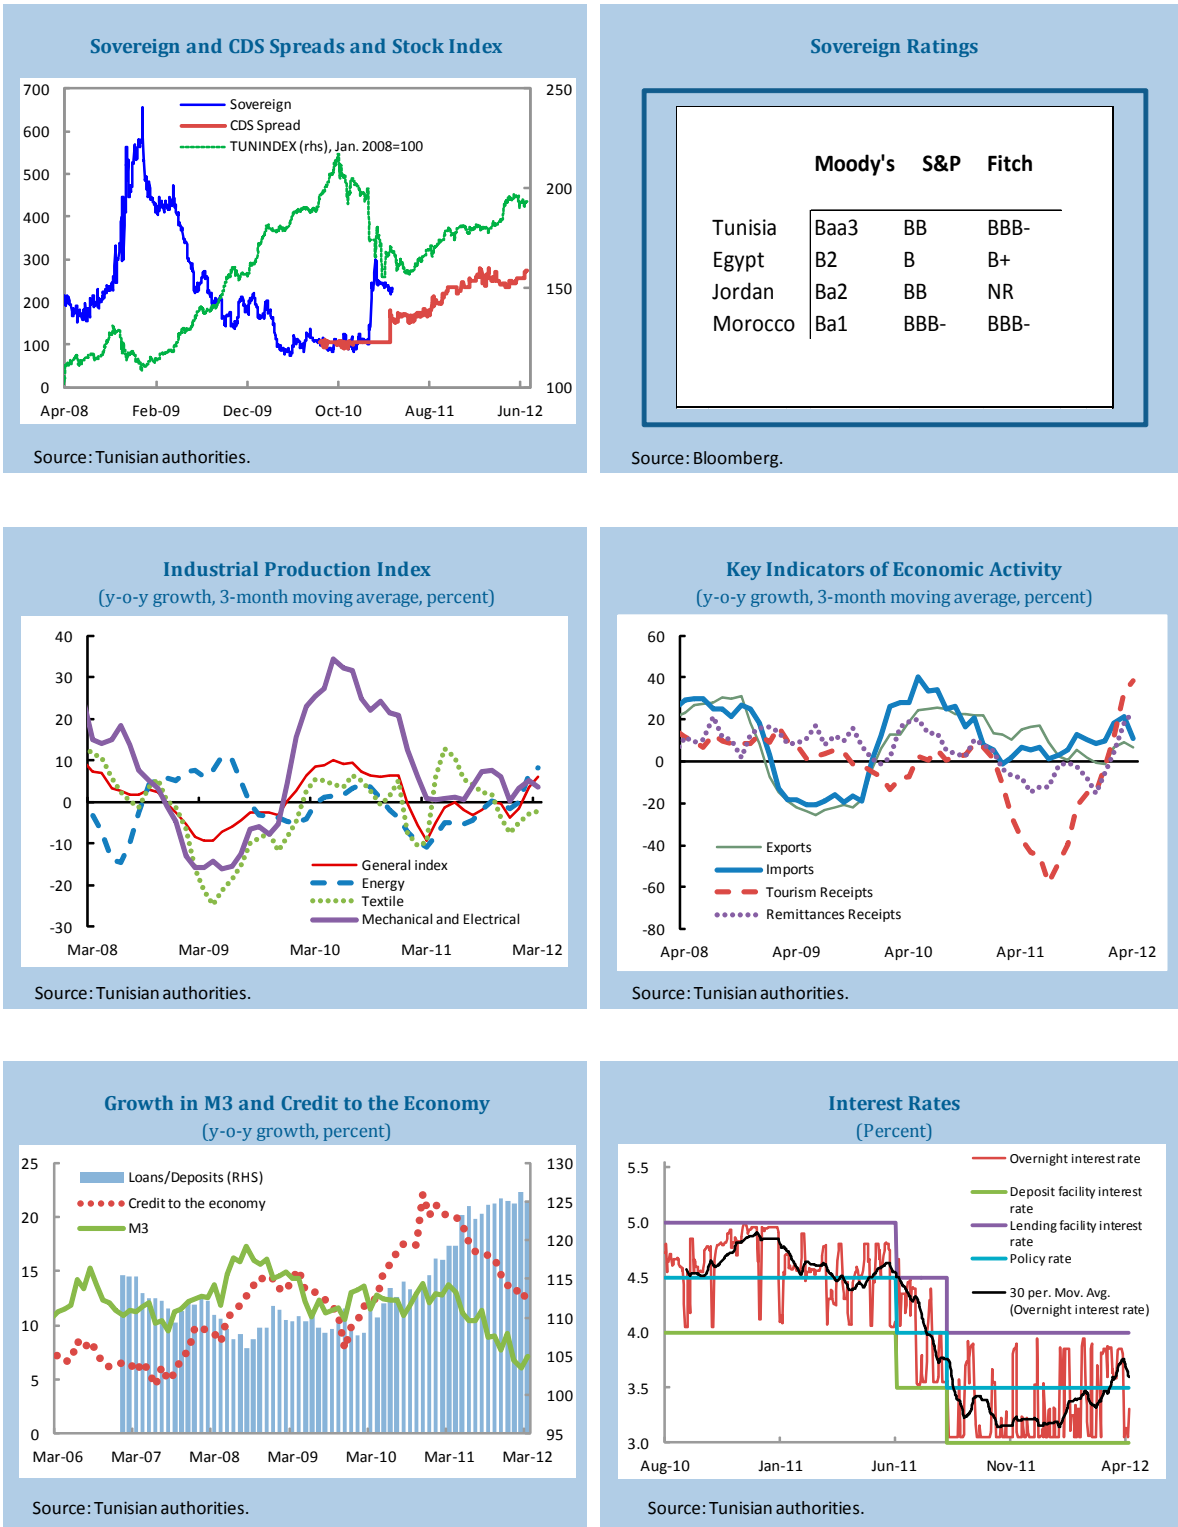 Sovereign and CDS Spreads and Stock Index
700
600
500
400
300
200
100
0
250
200
150
100
Sovereign
CDS Spread
TUNINDEX (rhs), Jan. 2008=100
Apr-08 Feb-09 Dec-09 Oct-10 Aug-11 Jun-12
Source: Tunisian authorities.
Sovereign Ratings
Moody's S&P Fitch
Tunisia Baa3 BB BBB-
Egypt B2 B B+
Jordan Ba2 BB NR
Morocco Ba1 BBB- BBB-
Source: Bloomberg.
Industrial Production Index
(y-o-y growth, 3-month moving average, percent)
40
30
20
10
0
-10
-20
-30
General index
Energy
Textile
Mechanical and Electrical
Mar-08 Mar-09 Mar-10 Mar-11 Mar-12
Source: Tunisian authorities.
Key Indicators of Economic Activity
(y-o-y growth, 3-month moving average, percent)
60
40
20
0
-20
-40
-60
-80
Exports
Imports
Tourism Receipts
Remittances Receipts
Apr-08 Apr-09 Apr-10 Apr-11 Apr-12
Source: Tunisian authorities.
Growth in M3 and Credit to the Economy
(y-o-y growth, percent)
25
20
15
10
5
0
130
125
120
115
110
105
100
95
Loans/Deposits (RHS)
Credit to the economy
M3
Mar-06 Mar-07 Mar-08 Mar-09 Mar-10 Mar-11 Mar-12
Source: Tunisian authorities.
Interest Rates
(Percent)
5.5
5.0
4.5
4.0
3.5
3.0
Overnight interest rate
Deposit facility interest
rate
Lending facility interest
rate
Policy rate
30 per. Mov. Avg.
(Overnight interest rate)
Aug-10 Jan-11 Jun-11 Nov-11 Apr-12
Source: Tunisian authorities.